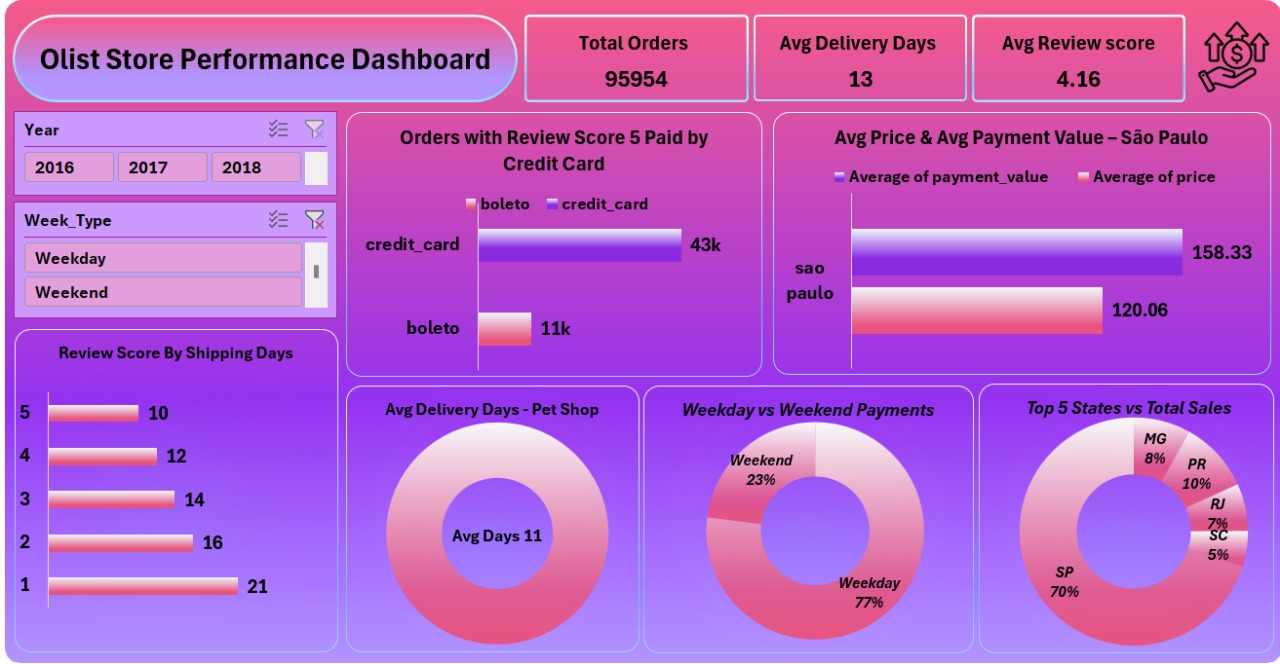 Olist Store Performance Dashboard
Total Orders
95954
Avg Delivery Days
13
Avg Review score
4.16
$
Year
2016
2017
2018
Week_Type
Weekday
Weekend
Orders with Review Score 5 Paid by
Credit Card
boleto
credit_card
credit_card
43k
boleto
11k
Avg Price & Avg Payment Value – São Paulo
Average of payment_value
Average of price
sao
paulo
158.33
120.06
Review Score By Shipping Days
5
10
4
12
3
14
2
16
1
21
Avg Delivery Days - Pet Shop
Avg Days 11
Weekday vs Weekend Payments
Weekend
23%
Weekday
77%
Top 5 States vs Total Sales
MG
8%
PR
10%
RJ
7%
SC
5%
SP
70%